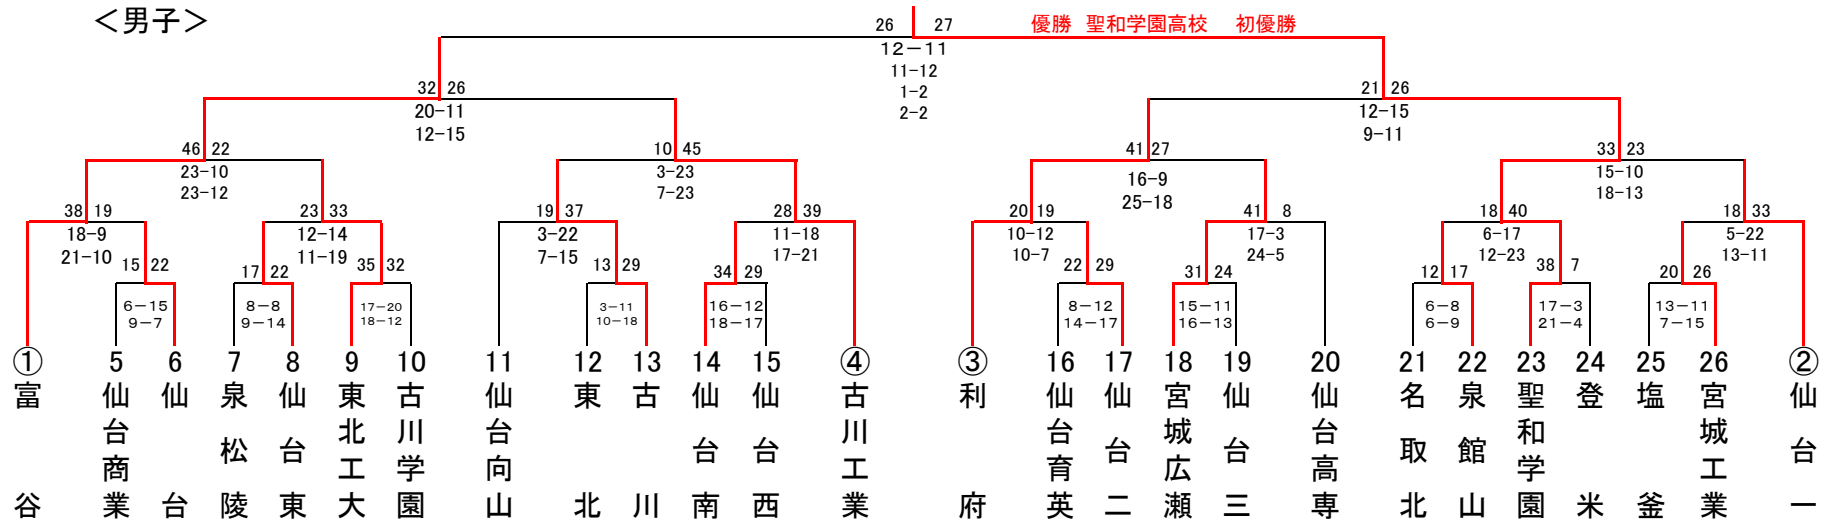 ＜男子＞
26 27 優勝 聖和学園高校 初優勝
12－11
11－12
1－2
2－2
32 26
20－11
12－15
21 26
12－15
9－11
46 22
23－10
23－12
10 45
3－23
7－23
41 27
16－9
25－18
33 23
15－10
18－13
38 19
18－9
21－10
23 33
12－14
11－19
19 37
3－22
7－15
28 39
11－18
17－21
20 19
10－12
10－7
41 8
17－3
24－5
18 40
6－17
12－23
18 33
5－22
13－11
15 22
6－15
9－7
17 22
8－8
9－14
35 32
17－20
18－12
13 29
3－11
10－18
34 29
16－12
18－17
22 29
8－12
14－17
31 24
15－11
16－13
12 17
6－8
6－9
38 7
17－3
21－4
20 26
13－11
7－15
① 富谷
5 仙台商業
6 仙台
7 泉松陵
8 仙台東
9 東北工大
10 古川学園
11 仙台向山
12 東北
13 古川
14 仙台南
15 仙台西
④ 古川工業
③ 利府
16 仙台育英
17 仙台二
18 宮城広瀬
19 仙台三
20 仙台高専
21 名取北
22 泉館山
23 聖和学園
24 登米
25 塩釜
26 宮城工業
② 仙台一